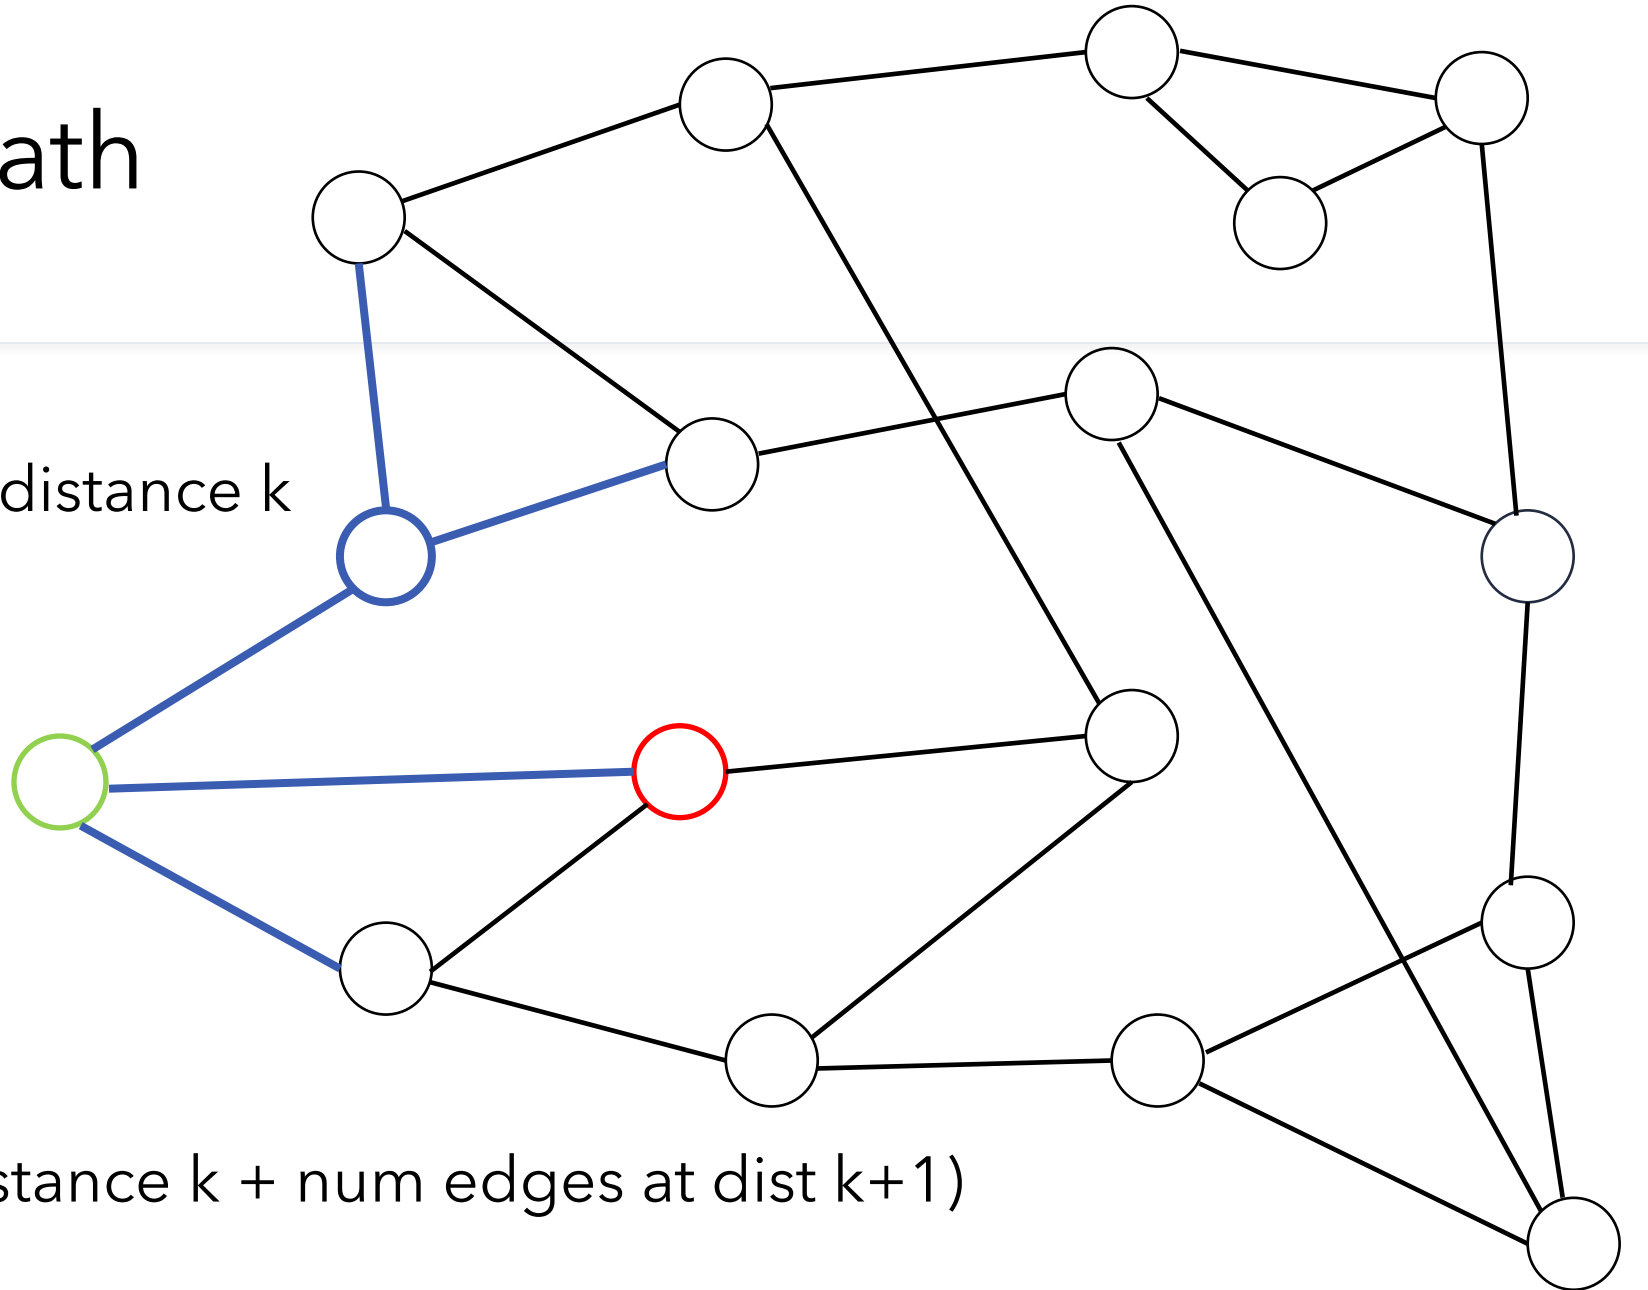 ath
distance k
stance k + num edges at dist k+1)